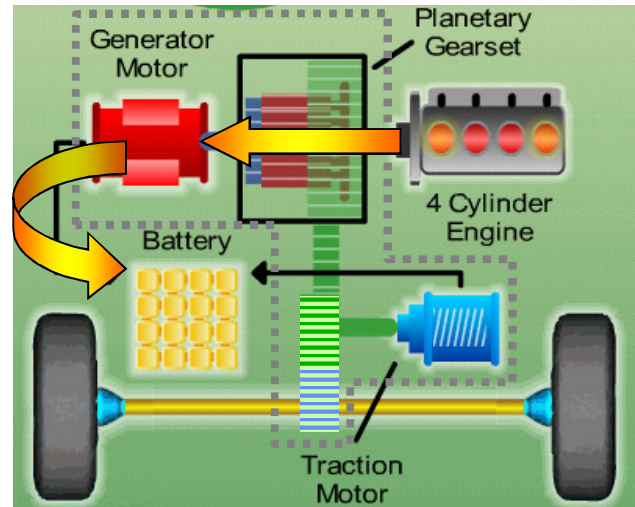 Planetary
Gearset
Generator
Motor
4 Cylinder
Engine
Battery
Traction
Motor